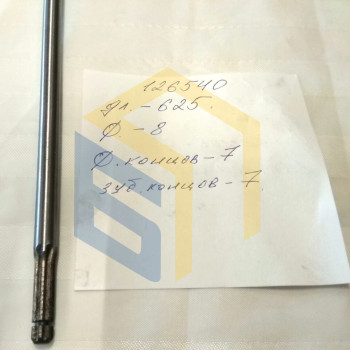 126540
дл. - 625.
Ф. - 8
Ф. концов - 7
зуб. концов - 7.